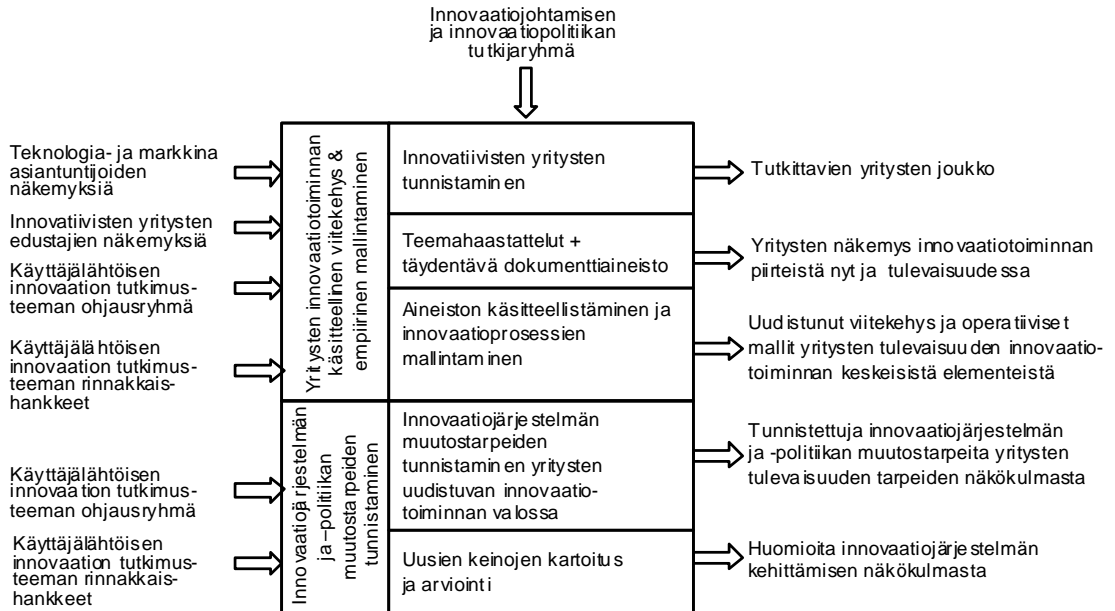 Innovaatiojohtamisen
ja innovaatiopolitiikan
tutkijaryhmä
Teknologia- ja markkina
asiantuntijoiden
näkemyksiä
Innovatiivisten yritysten
edustajien näkemyksiä
Käyttäjälähtöisen
innovaation tutkimus-
teeman ohjausryhmä
Käyttäjälähtöisen
innovaation tutkimus-
teeman rinnakkais-
hankkeet
Käyttäjälähtöisen
innovaation tutkimus-
teeman ohjausryhmä
Käyttäjälähtöisen
innovaation tutkimus-
teeman rinnakkais-
hankkeet
Yritysten innovaatiotoiminnan
käsitteellinen viitekehys &
empiirinen mallintaminen
Innovaatiojärjestelmän
ja –politiikan
muutostarpeiden
tunnistaminen
Innovatiivisten yritysten
tunnistaminen
Teemahaastattelut +
täydentävä dokumenttiaineisto
Aineiston käsitteellistäminen ja
innovaatioprosessien
mallintaminen
Innovaatiojärjestelmän
muutostarpeiden
tunnistaminen yritysten
uudistuvan innovaatio-
toiminnan valossa
Uusien keinojen kartoitus
ja arviointi
Tutkittavien yritysten joukko
Yritysten näkemys innovaatiotoiminnan
piirteistä nyt ja tulevaisuudessa
Uudistunut viitekehys ja operatiiviset
mallit yritysten tulevaisuuden innovaatio-
toiminnan keskeisistä elementeistä
Tunnistettuja innovaatiojärjestelmän
ja -politiikan muutostarpeita yritysten
tulevaisuuden tarpeiden näkökulmasta
Huomioita innovaatiojärjestelmän
kehittämisen näkökulmasta